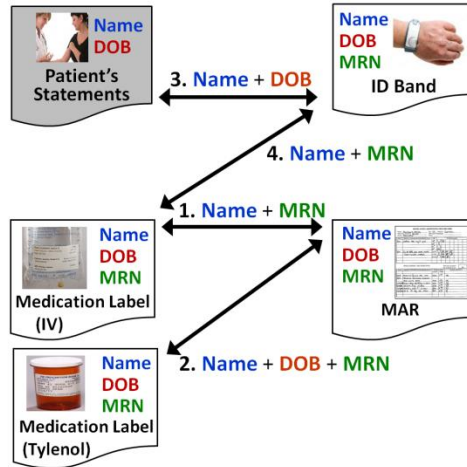 Name
DOB
Patient's
Statements
Name
DOB
MRN
ID Band
3. Name + DOB
4. Name + MRN
1. Name + MRN
Name
DOB
MRN
Medication Label
(IV)
Name
DOB
MRN
MAR
2. Name + DOB + MRN
Name
DOB
MRN
Medication Label
(Tylenol)